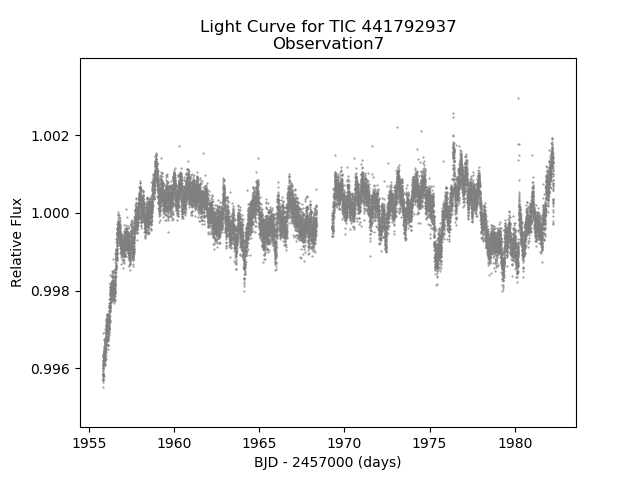 Light Curve for TIC 441792937
Observation7
1.002
1.000
0.998
0.996
Relative Flux
1955 1960 1965 1970 1975 1980
BJD - 2457000 (days)